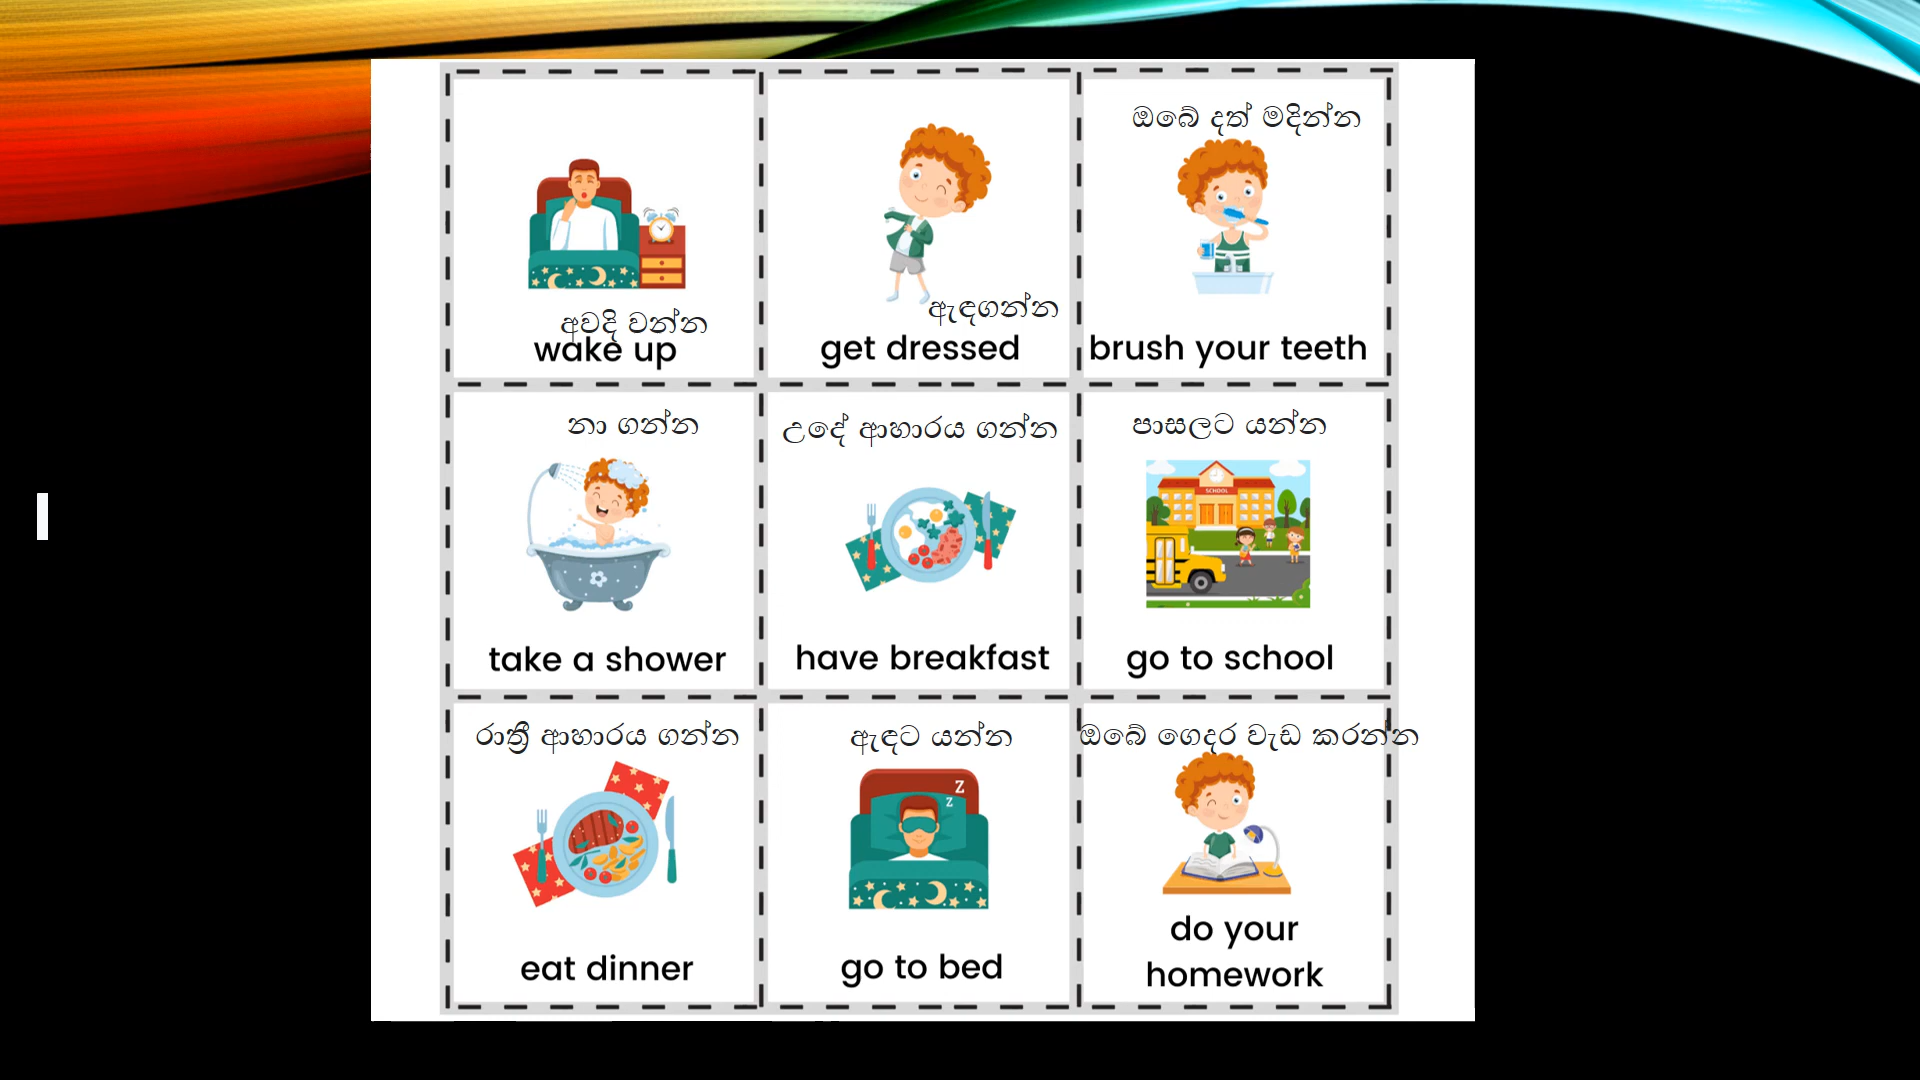 අවදි වන්න
wake up
ඇඳගන්න
get dressed
ඔබේ දත් මදින්න
brush your teeth
නා ගන්න
take a shower
උදේ ආහාරය ගන්න
have breakfast
පාසලට යන්න
SCHOOL
go to school
රාත්‍රී ආහාරය ගන්න
eat dinner
ඇඳට යන්න
Z
z
go to bed
ඔබේ ගෙදර වැඩ කරන්න
do your
homework